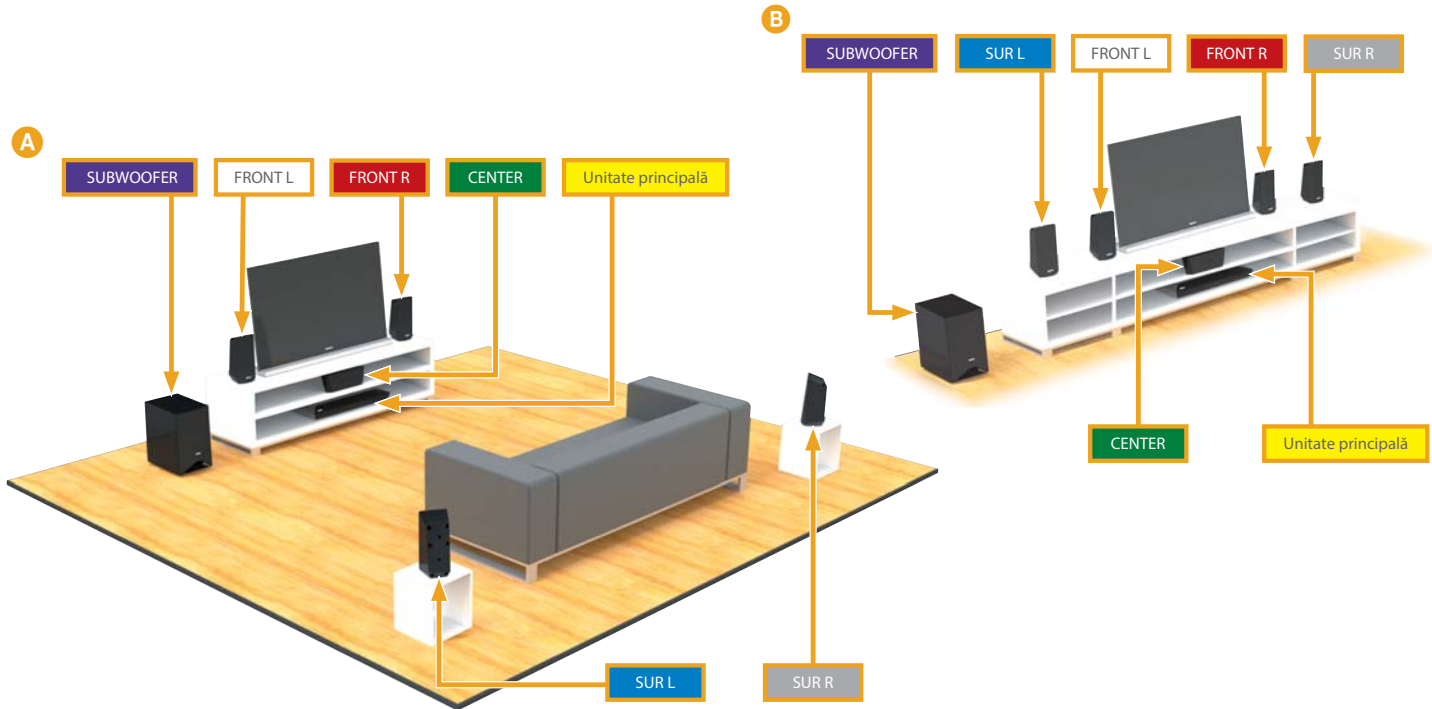 B
SUBWOOFER
SUR L
FRONT L
FRONT R
SUR R
A
SUBWOOFER
FRONT L
FRONT R
CENTER
Unitate principală
CENTER
Unitate principală
SUR L
SUR R